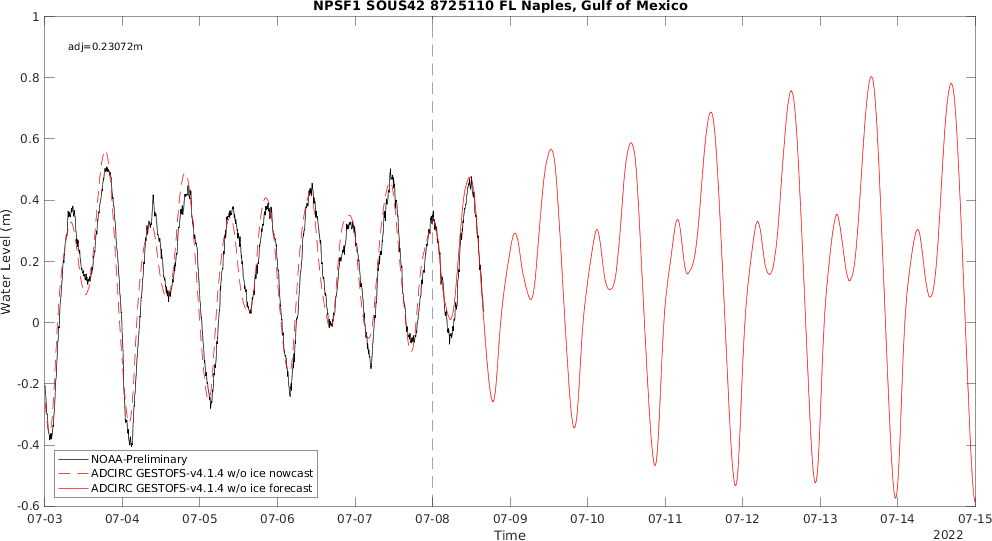 NPSF1 SOUS42 8725110 FL Naples, Gulf of Mexico
adj=0.23072m
1
0.8
0.6
0.4
0.2
0
-0.2
-0.4
-0.6
Water Level (m)
NOAA-Preliminary
ADCIRC GESTOFS-v4.1.4 w/o ice nowcast
ADCIRC GESTOFS-v4.1.4 w/o ice forecast
07-03 07-04 07-05 07-06 07-07 07-08 07-09 07-10 07-11 07-12 07-13 07-14 07-15
Time
2022